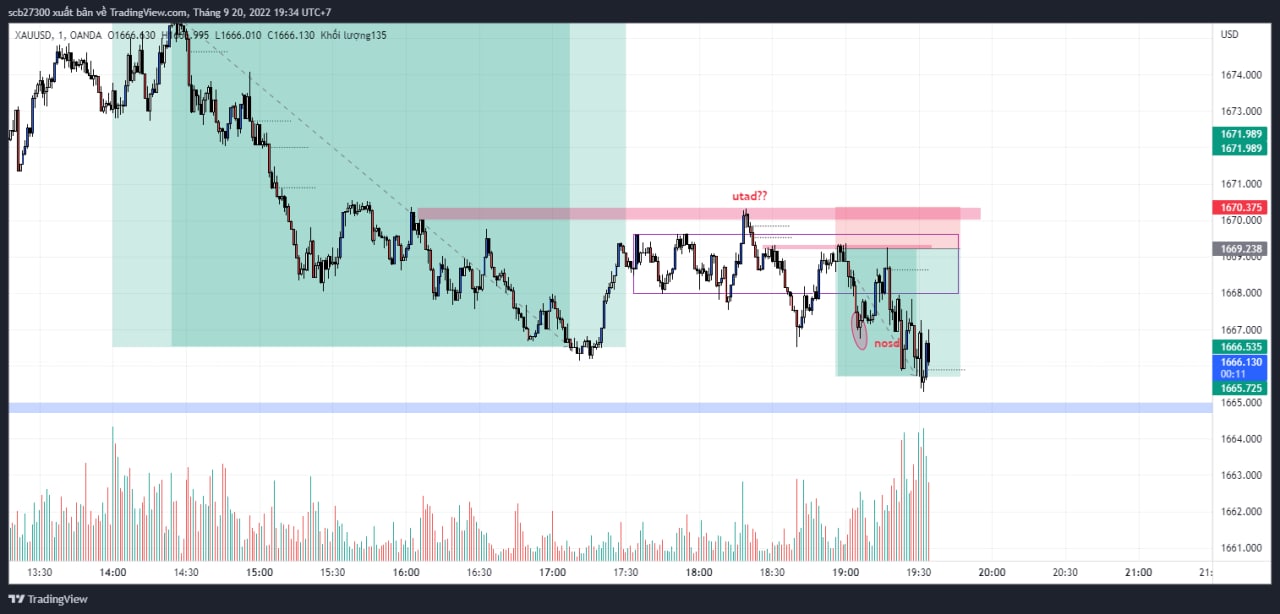 scb27300 xuất bản về TradingView.com, Tháng 9 20, 2022 19:34 UTC+7
XAUUSD, 1, OANDA O1666.630 H1666.995 L1666.010 C1666.130 Khối lượng135
USD
1674.000
1673.000
1671.989
1671.989
1671.000
utad??
1670.375
1670.000
1669.238
1669.000
1668.000
1667.000
nosd
1666.535
1666.130
00:11
1665.725
1665.000
1664.000
1663.000
1662.000
1661.000
13:30 14:00 14:30 15:00 15:30 16:00 16:30 17:00 17:30 18:00 18:30 19:00 19:30 20:00 20:30 21:00 21:
TradingView